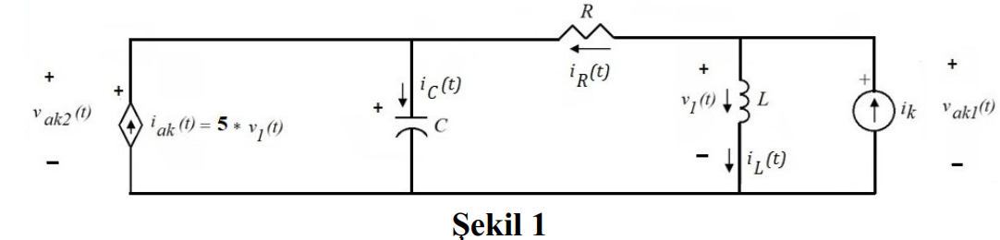 R
+ + i_R(t) + +
+ i_C(t) + v_1(t) L + i_k v_ak1(t)
v_ak2(t) i_ak(t) = 5 * v_1(t) C
− − i_L(t) −
Şekil 1